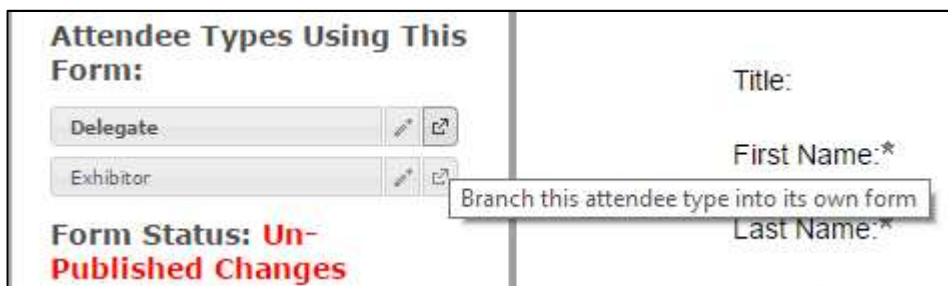 Attendee Types Using This
Form:
Delegate
Exhibitor
Form Status: Un-
Published Changes
Title:
First Name:*
Branch this attendee type into its own form
Last Name:*